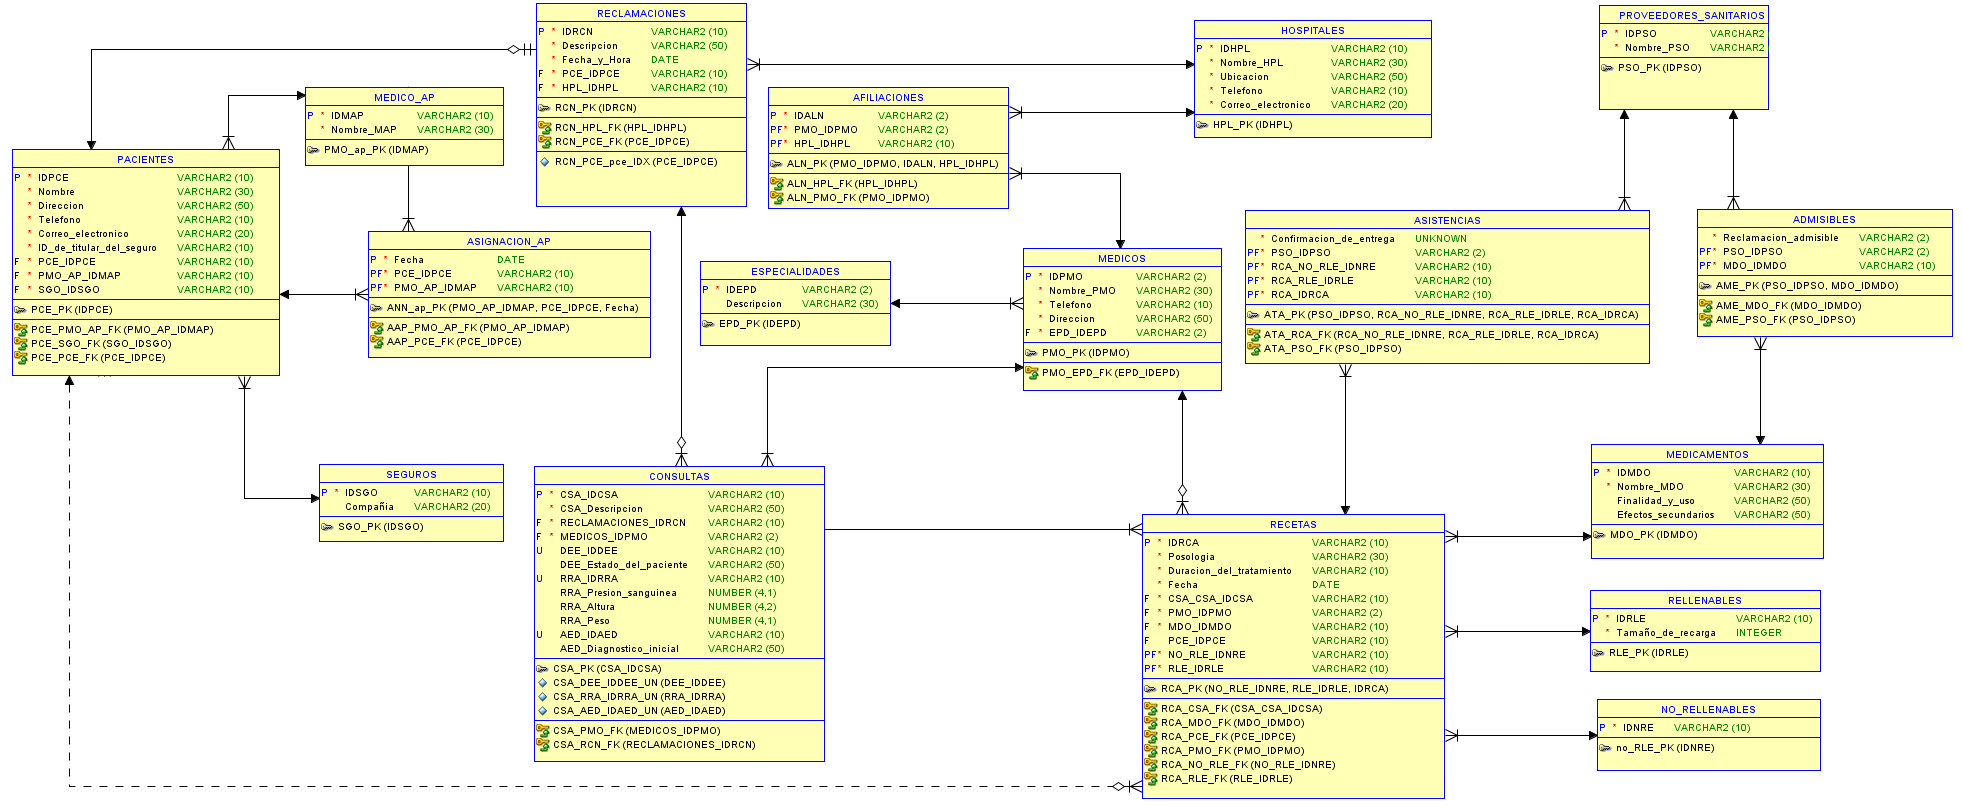 RECLAMACIONES
P * IDRCN VARCHAR2 (10)
* Descripcion VARCHAR2 (50)
* Fecha_y_Hora DATE
F * PCE_IDPCE VARCHAR2 (10)
F * HPL_IDHPL VARCHAR2 (10)
RCN_PK (IDRCN)
RCN_HPL_FK (HPL_IDHPL)
RCN_PCE_FK (PCE_IDPCE)
RCN_PCE_pce_IDX (PCE_IDPCE)
HOSPITALES
P * IDHPL VARCHAR2 (10)
* Nombre_HPL VARCHAR2 (30)
* Ubicacion VARCHAR2 (50)
* Telefono VARCHAR2 (10)
* Correo_electronico VARCHAR2 (20)
HPL_PK (IDHPL)
PROVEEDORES_SANITARIOS
P * IDPSO VARCHAR2
* Nombre_PSO VARCHAR2
PSO_PK (IDPSO)
MEDICO_AP
P * IDMAP VARCHAR2 (10)
* Nombre_MAP VARCHAR2 (30)
PMO_ap_PK (IDMAP)
AFILIACIONES
P * IDALN VARCHAR2 (2)
PF* PMO_IDPMO VARCHAR2 (2)
PF* HPL_IDHPL VARCHAR2 (10)
ALN_PK (PMO_IDPMO, IDALN, HPL_IDHPL)
ALN_HPL_FK (HPL_IDHPL)
ALN_PMO_FK (PMO_IDPMO)
PACIENTES
P * IDPCE VARCHAR2 (10)
* Nombre VARCHAR2 (30)
* Direccion VARCHAR2 (50)
* Telefono VARCHAR2 (10)
* Correo_electronico VARCHAR2 (20)
* ID_de_titular_del_seguro VARCHAR2 (10)
F * PCE_IDPCE VARCHAR2 (10)
F * PMO_AP_IDMAP VARCHAR2 (10)
F * SGO_IDSGO VARCHAR2 (10)
PCE_PK (IDPCE)
PCE_PMO_AP_FK (PMO_AP_IDMAP)
PCE_SGO_FK (SGO_IDSGO)
PCE_PCE_FK (PCE_IDPCE)
ASIGNACION_AP
P * Fecha DATE
PF* PCE_IDPCE VARCHAR2 (10)
PF* PMO_AP_IDMAP VARCHAR2 (10)
ANN_ap_PK (PMO_AP_IDMAP, PCE_IDPCE, Fecha)
AAP_PMO_AP_FK (PMO_AP_IDMAP)
AAP_PCE_FK (PCE_IDPCE)
ESPECIALIDADES
P * IDEPD VARCHAR2 (2)
Descripcion VARCHAR2 (30)
EPD_PK (IDEPD)
MEDICOS
P * IDPMO VARCHAR2 (2)
* Nombre_PMO VARCHAR2 (30)
* Telefono VARCHAR2 (10)
* Direccion VARCHAR2 (50)
F * EPD_IDEPD VARCHAR2 (2)
PMO_PK (IDPMO)
PMO_EPD_FK (EPD_IDEPD)
ASISTENCIAS
* Confirmacion_de_entrega UNKNOWN
PF* PSO_IDPSO VARCHAR2 (2)
PF* RCA_NO_RLE_IDNRE VARCHAR2 (10)
PF* RCA_RLE_IDRLE VARCHAR2 (10)
PF* RCA_IDRCA VARCHAR2 (10)
ATA_PK (PSO_IDPSO, RCA_NO_RLE_IDNRE, RCA_RLE_IDRLE, RCA_IDRCA)
ATA_RCA_FK (RCA_NO_RLE_IDNRE, RCA_RLE_IDRLE, RCA_IDRCA)
ATA_PSO_FK (PSO_IDPSO)
ADMISIBLES
* Reclamacion_admisible VARCHAR2 (2)
PF* PSO_IDPSO VARCHAR2 (2)
PF* MDO_IDMDO VARCHAR2 (10)
AME_PK (PSO_IDPSO, MDO_IDMDO)
AME_MDO_FK (MDO_IDMDO)
AME_PSO_FK (PSO_IDPSO)
SEGUROS
P * IDSGO VARCHAR2 (10)
Compañia VARCHAR2 (20)
SGO_PK (IDSGO)
CONSULTAS
P * CSA_IDCSA VARCHAR2 (10)
* CSA_Descripcion VARCHAR2 (50)
F * RECLAMACIONES_IDRCN VARCHAR2 (10)
F * MEDICOS_IDPMO VARCHAR2 (2)
U DEE_IDDEE VARCHAR2 (10)
DEE_Estado_del_paciente VARCHAR2 (50)
U RRA_IDRRA VARCHAR2 (10)
RRA_Presion_sanguinea NUMBER (4,1)
RRA_Altura NUMBER (4,2)
RRA_Peso NUMBER (4,1)
U AED_IDAED VARCHAR2 (10)
AED_Diagnostico_inicial VARCHAR2 (50)
CSA_PK (CSA_IDCSA)
CSA_DEE_IDDEE_UN (DEE_IDDEE)
CSA_RRA_IDRRA_UN (RRA_IDRRA)
CSA_AED_IDAED_UN (AED_IDAED)
CSA_PMO_FK (MEDICOS_IDPMO)
CSA_RCN_FK (RECLAMACIONES_IDRCN)
RECETAS
P * IDRCA VARCHAR2 (10)
* Posologia VARCHAR2 (30)
* Duracion_del_tratamiento VARCHAR2 (10)
* Fecha DATE
F * CSA_CSA_IDCSA VARCHAR2 (10)
F * PMO_IDPMO VARCHAR2 (2)
F * MDO_IDMDO VARCHAR2 (10)
F PCE_IDPCE VARCHAR2 (10)
PF* NO_RLE_IDNRE VARCHAR2 (10)
PF* RLE_IDRLE VARCHAR2 (10)
RCA_PK (NO_RLE_IDNRE, RLE_IDRLE, IDRCA)
RCA_CSA_FK (CSA_CSA_IDCSA)
RCA_MDO_FK (MDO_IDMDO)
RCA_PCE_FK (PCE_IDPCE)
RCA_PMO_FK (PMO_IDPMO)
RCA_NO_RLE_FK (NO_RLE_IDNRE)
RCA_RLE_FK (RLE_IDRLE)
MEDICAMENTOS
P * IDMDO VARCHAR2 (10)
* Nombre_MDO VARCHAR2 (30)
Finalidad_y_uso VARCHAR2 (50)
Efectos_secundarios VARCHAR2 (50)
MDO_PK (IDMDO)
RELLENABLES
P * IDRLE VARCHAR2 (10)
* Tamaño_de_recarga INTEGER
RLE_PK (IDRLE)
NO_RELLENABLES
P * IDNRE VARCHAR2 (10)
no_RLE_PK (IDNRE)